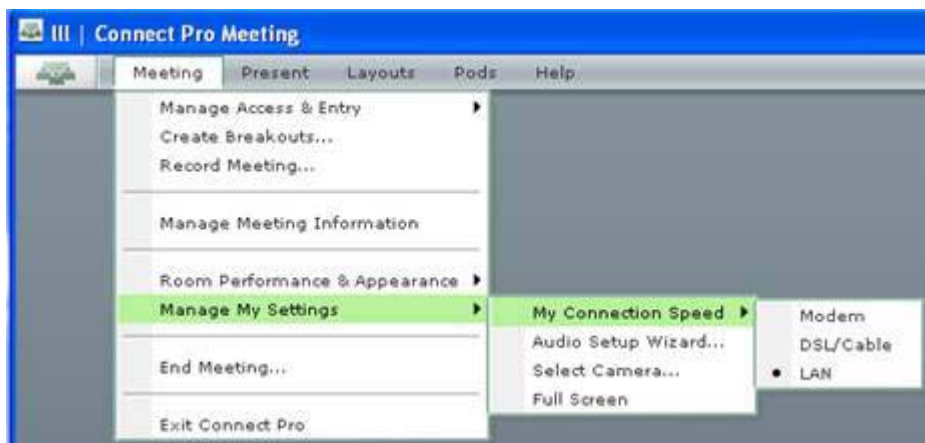 III | Connect Pro Meeting
Meeting Present Layouts Pods Help
Manage Access & Entry
Create Breakouts...
Record Meeting...
Manage Meeting Information
Room Performance & Appearance
Manage My Settings
My Connection Speed
Modem
Audio Setup Wizard...
DSL/Cable
End Meeting...
Select Camera...
LAN
Full Screen
Exit Connect Pro